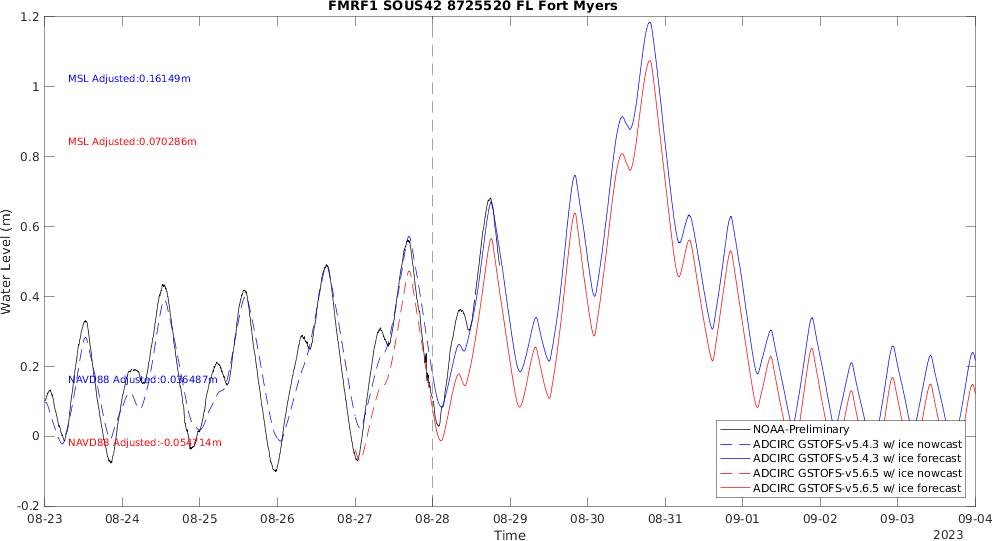 FMRF1 SOUS42 8725520 FL Fort Myers
1.2
1
0.8
0.6
0.4
0.2
0
-0.2
Water Level (m)
MSL Adjusted:0.16149m
MSL Adjusted:0.070286m
NAVD88 Adjusted:0.036487m
NAVD88 Adjusted:-0.054714m
NOAA-Preliminary
ADCIRC GSTOFS-v5.4.3 w/ ice nowcast
ADCIRC GSTOFS-v5.4.3 w/ ice forecast
ADCIRC GSTOFS-v5.6.5 w/ ice nowcast
ADCIRC GSTOFS-v5.6.5 w/ ice forecast
08-23 08-24 08-25 08-26 08-27 08-28 08-29 08-30 08-31 09-01 09-02 09-03 09-04
Time
2023